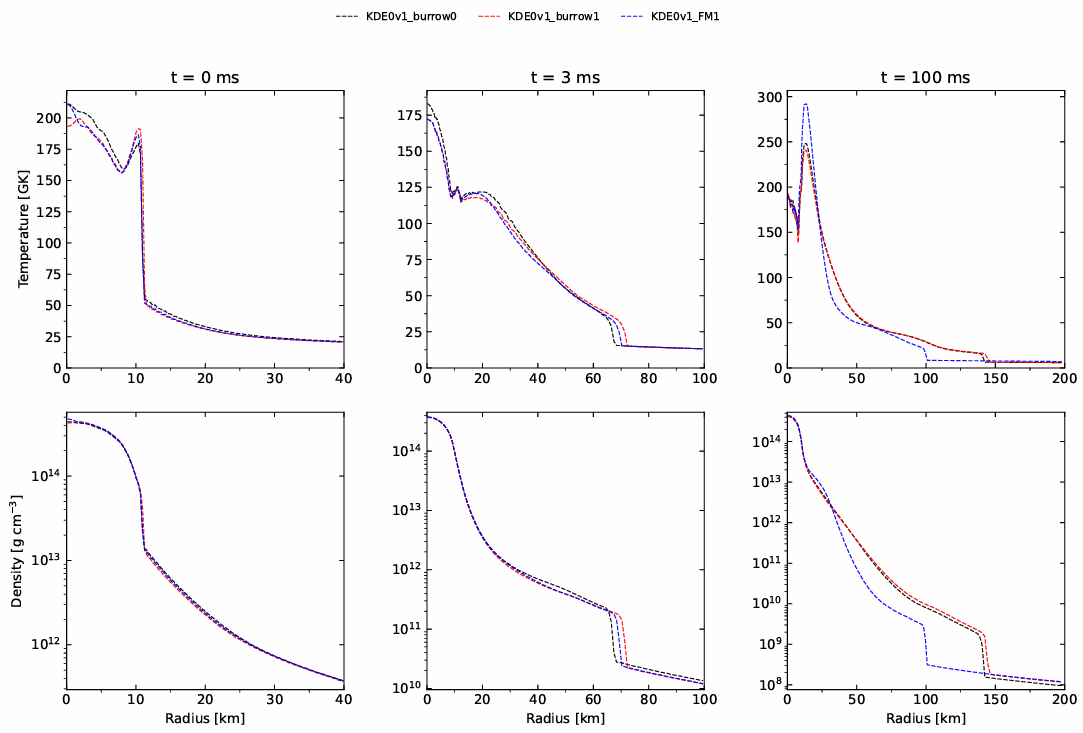 KDE0v1_burrow0 KDE0v1_burrow1 KDE0v1_FM1
t = 0 ms
t = 3 ms
t = 100 ms
Temperature [GK]
200
175
150
125
100
75
50
25
0
0 10 20 30 40
175
150
125
100
75
50
25
0
0 20 40 60 80 100
300
250
200
150
100
50
0
0 50 100 150 200
Density [g cm⁻³]
10¹⁴
10¹³
10¹²
0 10 20 30 40
Radius [km]
10¹⁴
10¹³
10¹²
10¹¹
10¹⁰
0 20 40 60 80 100
Radius [km]
10¹⁴
10¹³
10¹²
10¹¹
10¹⁰
10⁹
10⁸
0 50 100 150 200
Radius [km]